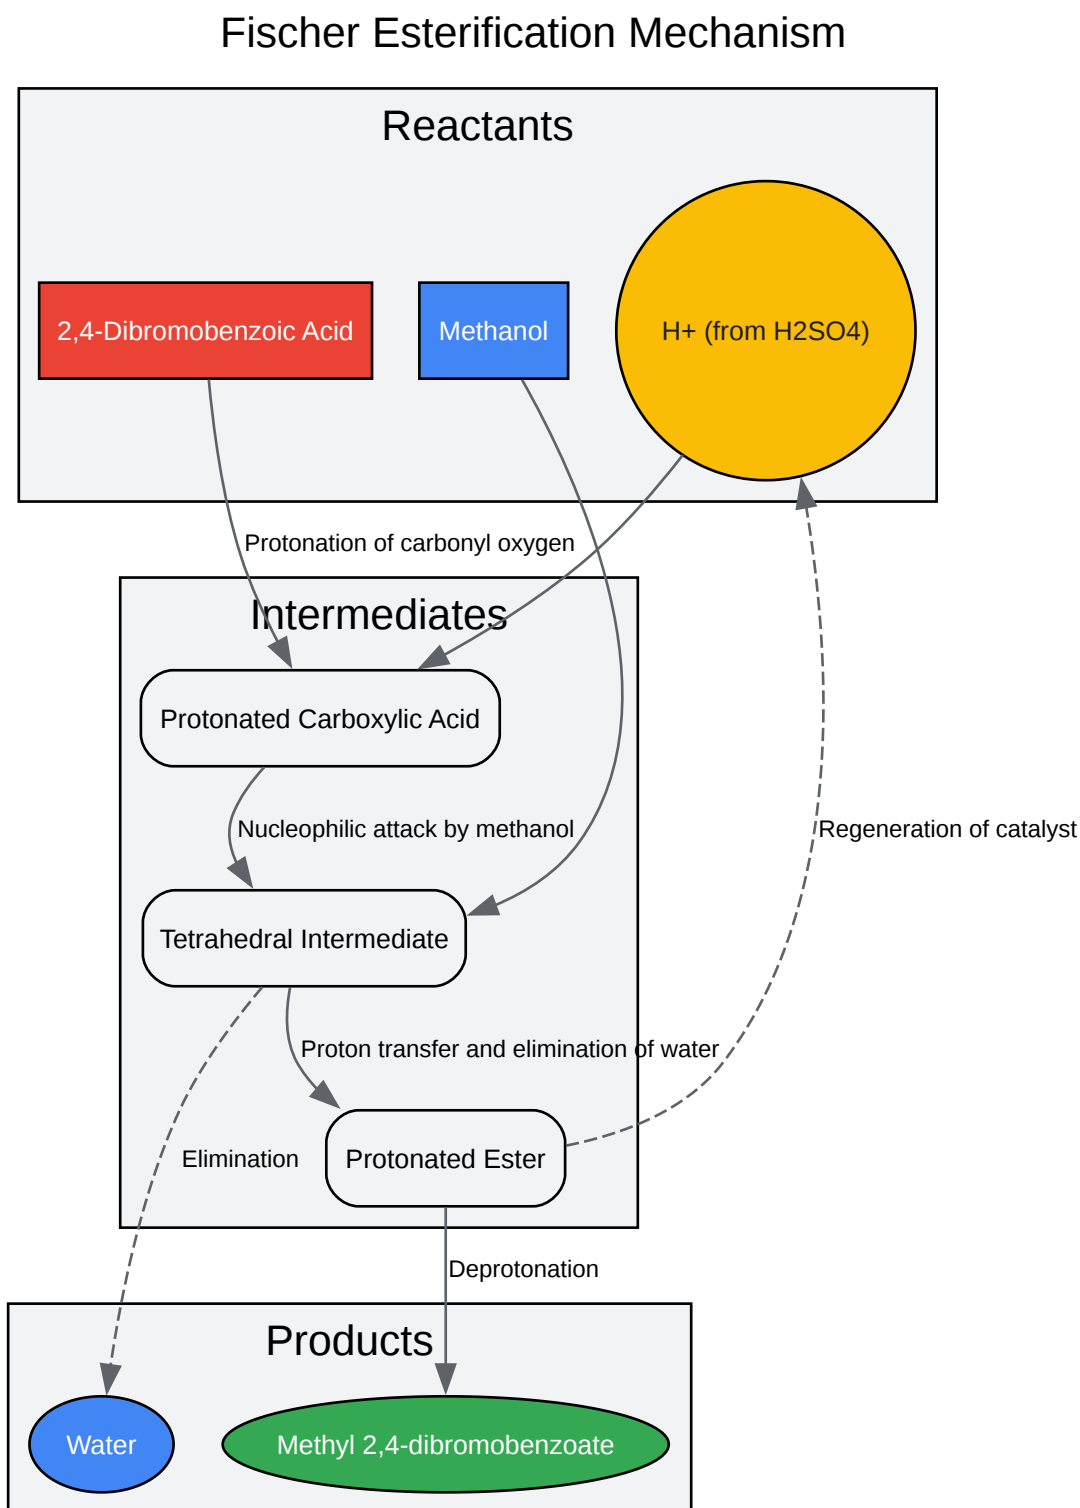 Fischer Esterification Mechanism
Reactants
2,4-Dibromobenzoic Acid
Methanol
H+ (from H2SO4)
Protonation of carbonyl oxygen
Intermediates
Protonated Carboxylic Acid
Nucleophilic attack by methanol
Regeneration of catalyst
Tetrahedral Intermediate
Proton transfer and elimination of water
Elimination
Protonated Ester
Deprotonation
Products
Water
Methyl 2,4-dibromobenzoate